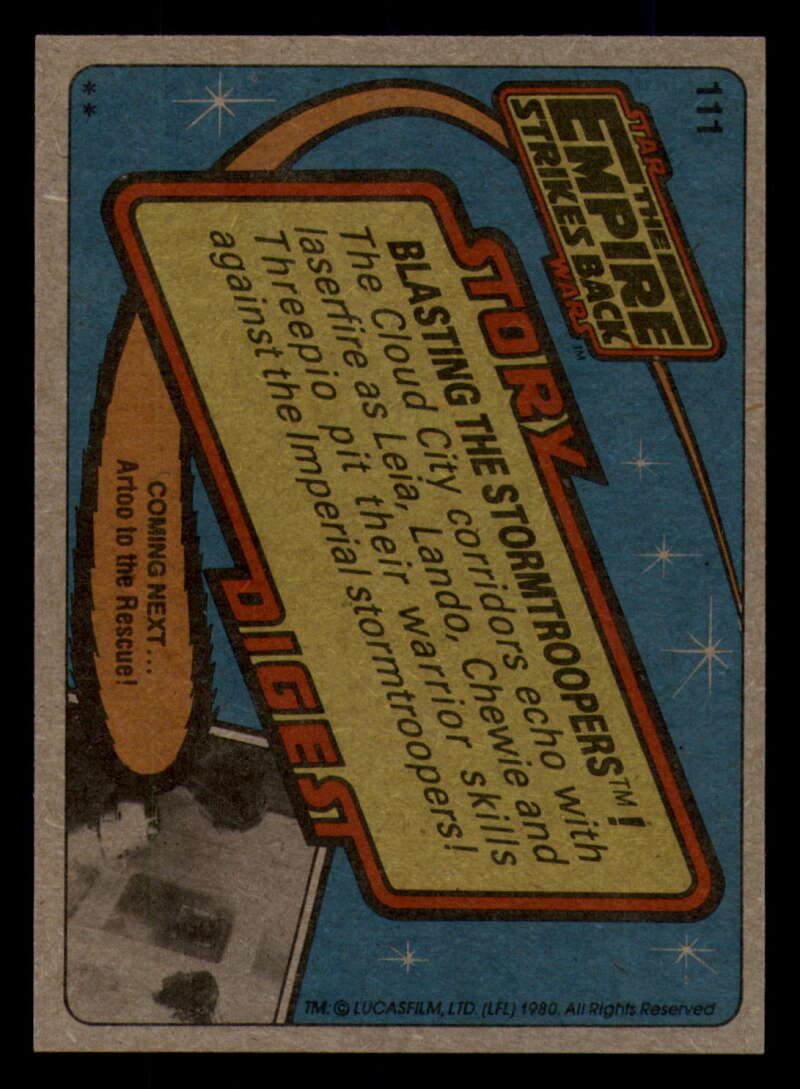 111
STAR
THE
EMPIRE
STRIKES BACK
WARS™
STORY
BLASTING THE STORMTROOPERS™!
The Cloud City corridors echo with
laserfire as Leia, Lando, Chewie and
Threepio pit their warrior skills
against the Imperial stormtroopers!
DIGEST
COMING NEXT...
Artoo to the Rescue!
**
TM: © LUCASFILM, LTD. (LFL) 1980. All Rights Reserved